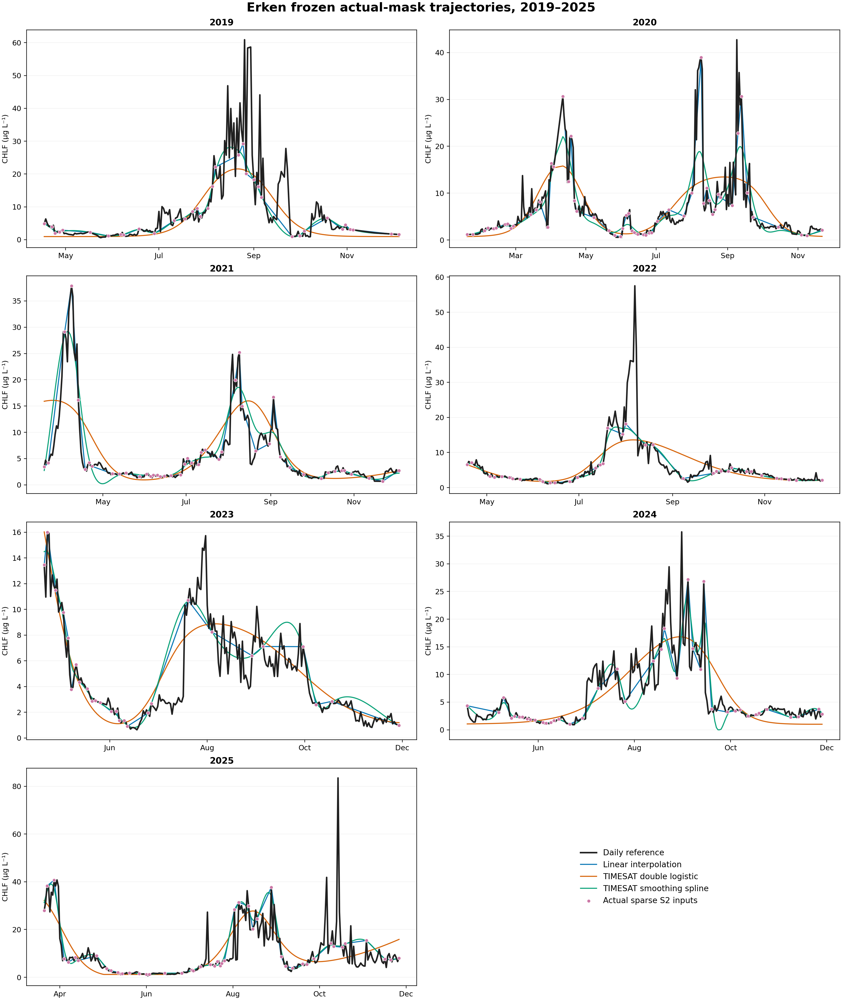 Erken frozen actual-mask trajectories, 2019–2025
2019
CHLF (µg L⁻¹)
60
50
40
30
20
10
0
May Jul Sep Nov
2020
CHLF (µg L⁻¹)
40
30
20
10
0
Mar May Jul Sep Nov
2021
CHLF (µg L⁻¹)
35
30
25
20
15
10
5
0
May Jul Sep Nov
2022
CHLF (µg L⁻¹)
60
50
40
30
20
10
0
May Jul Sep Nov
2023
CHLF (µg L⁻¹)
16
14
12
10
8
6
4
2
0
Jun Aug Oct Dec
2024
CHLF (µg L⁻¹)
35
30
25
20
15
10
5
0
Jun Aug Oct Dec
2025
CHLF (µg L⁻¹)
80
60
40
20
0
Apr Jun Aug Oct Dec
Daily reference
Linear interpolation
TIMESAT double logistic
TIMESAT smoothing spline
Actual sparse S2 inputs